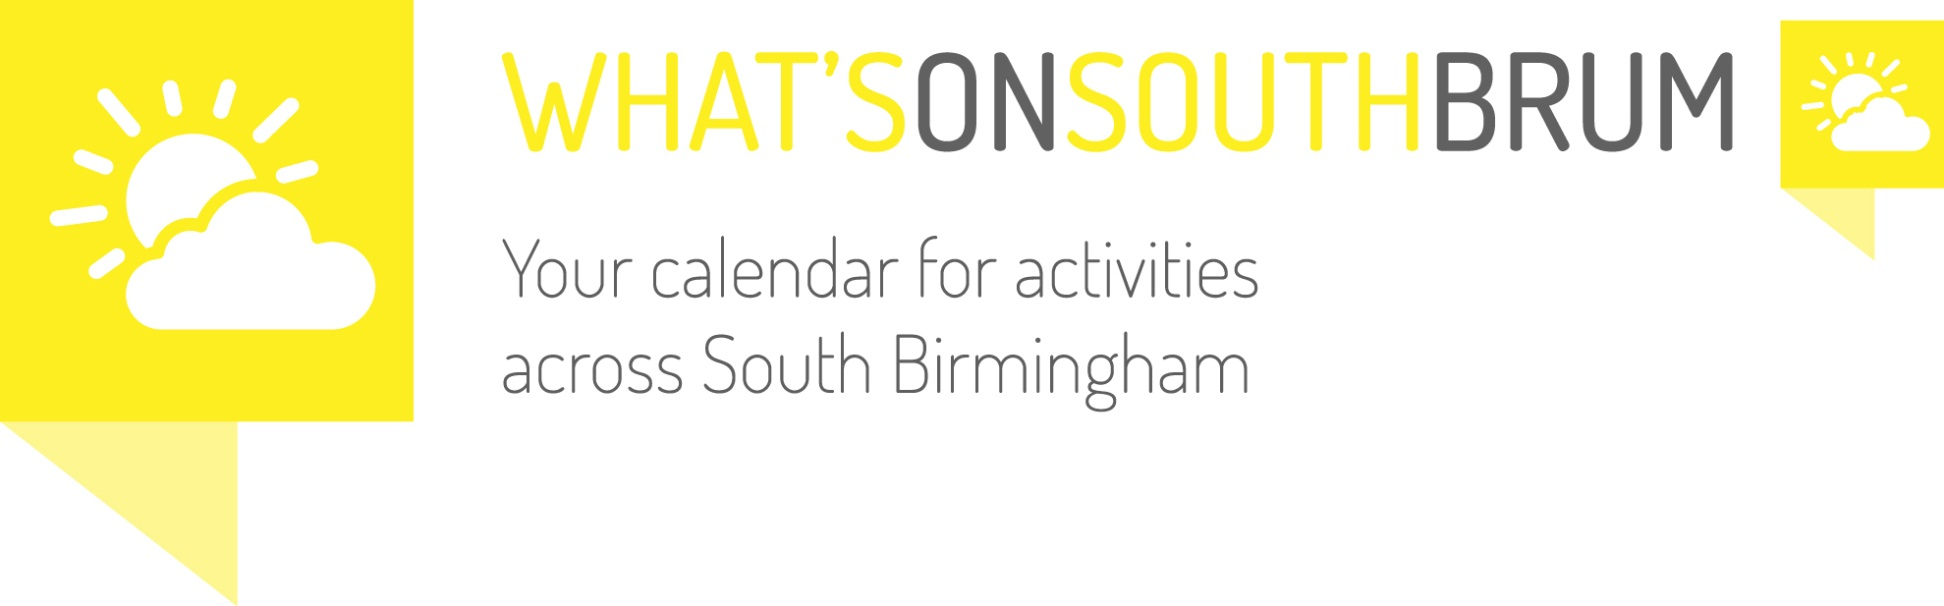 WHAT'SONSOUTHBRUM
Your calendar for activities
across South Birmingham